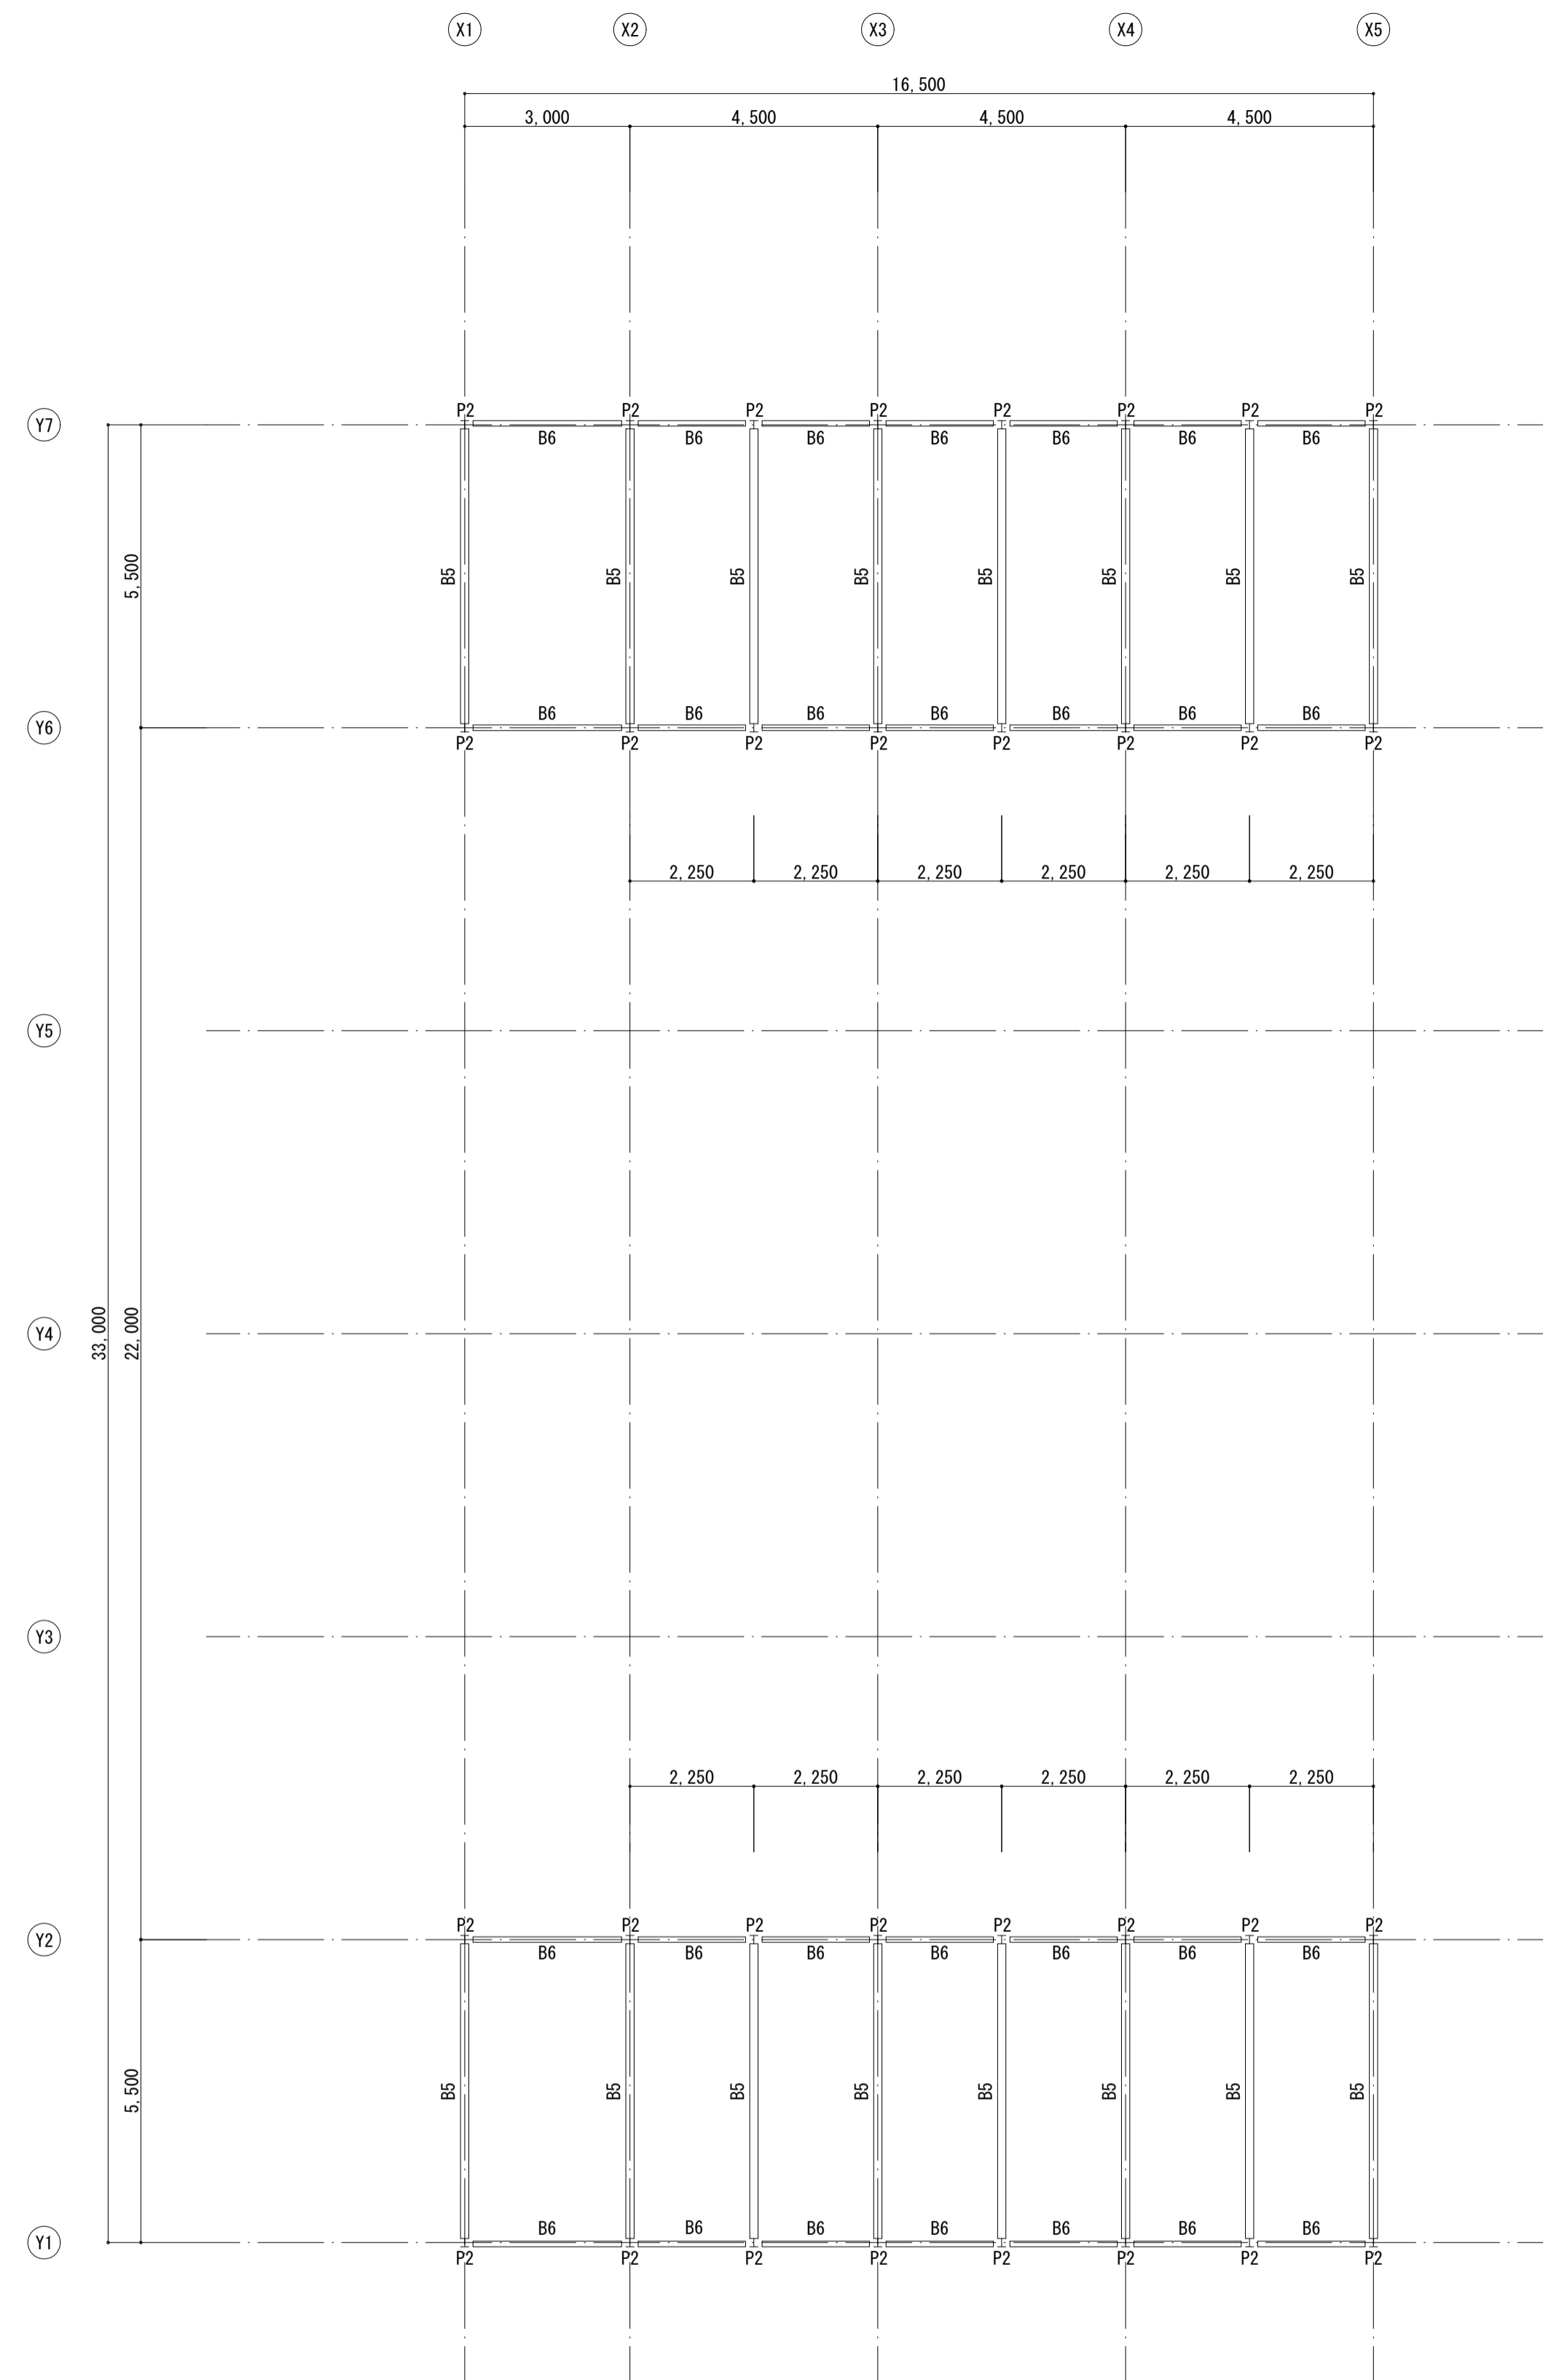 X1 X2 X3 X4 X5
16,500
3,000 4,500 4,500 4,500
P2 P2 P2 P2 P2 P2 P2 P2
Y7
B6 B6 B6 B6 B6 B6 B6
5,500
B5 B5 B5 B5 B5 B5 B5 B5
B6 B6 B6 B6 B6 B6 B6
Y6
P2 P2 P2 P2 P2 P2 P2 P2
2,250 2,250 2,250 2,250 2,250 2,250
Y5
33,000
22,000
Y4
Y3
2,250 2,250 2,250 2,250 2,250 2,250
P2 P2 P2 P2 P2 P2 P2 P2
Y2
B6 B6 B6 B6 B6 B6 B6
5,500
B5 B5 B5 B5 B5 B5 B5 B5
B6 B6 B6 B6 B6 B6 B6
Y1
P2 P2 P2 P2 P2 P2 P2 P2